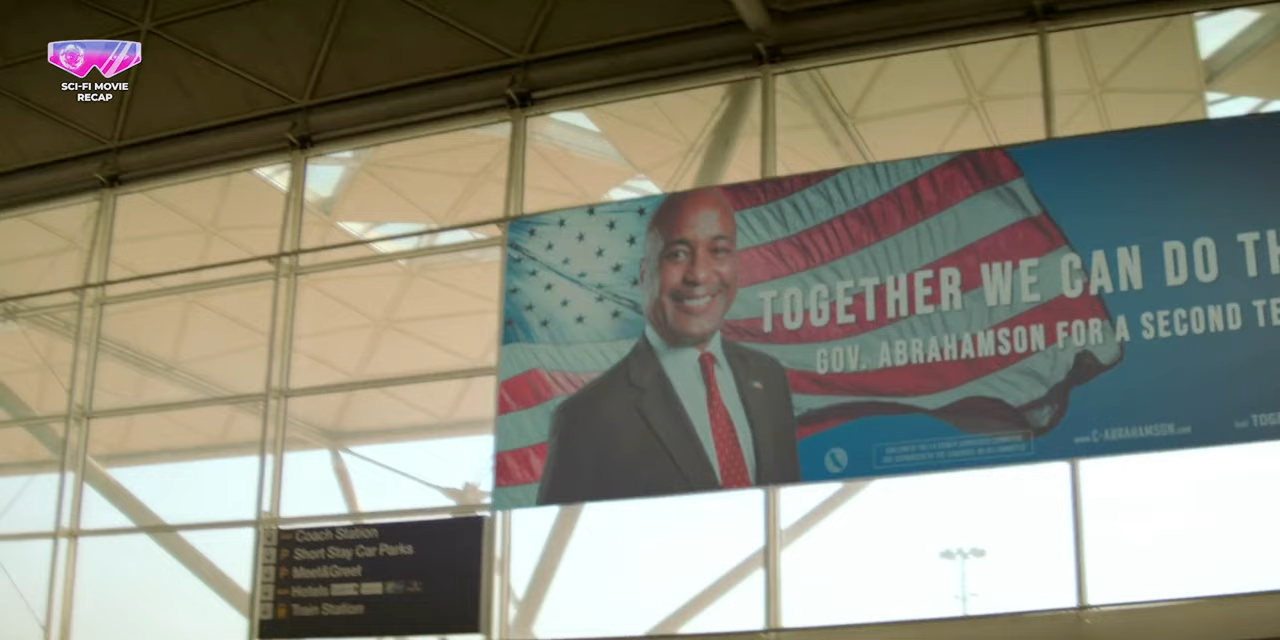 SCI-FI MOVIE
RECAP
TOGETHER WE CAN DO TH
GOV. ABRAHAMSON FOR A SECOND TE
www.C-ABRAHAMSON.com
Coach Station
Short Stay Car Parks
Meet&Greet
Hotels
Train Station